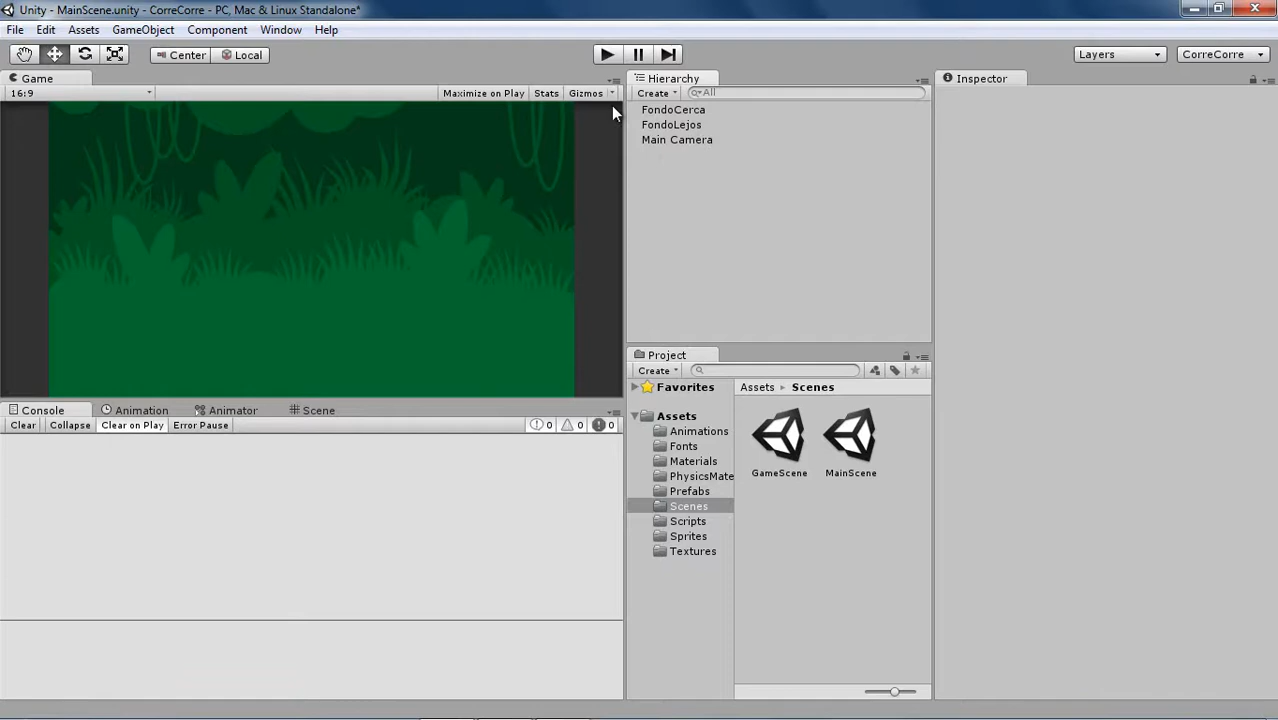 Unity - MainScene.unity - CorreCorre - PC, Mac & Linux Standalone*
File Edit Assets GameObject Component Window Help
Center Local Layers CorreCorre
Game
16:9 Maximize on Play Stats Gizmos
Hierarchy
Create All
FondoCerca
FondoLejos
Main Camera
Inspector
Project
Create
Favorites
Assets
Animations
Fonts
Materials
PhysicsMate
Prefabs
Scenes
Scripts
Sprites
Textures
Assets Scenes
GameScene MainScene
Console Animation Animator Scene
Clear Collapse Clear on Play Error Pause 0 0 0